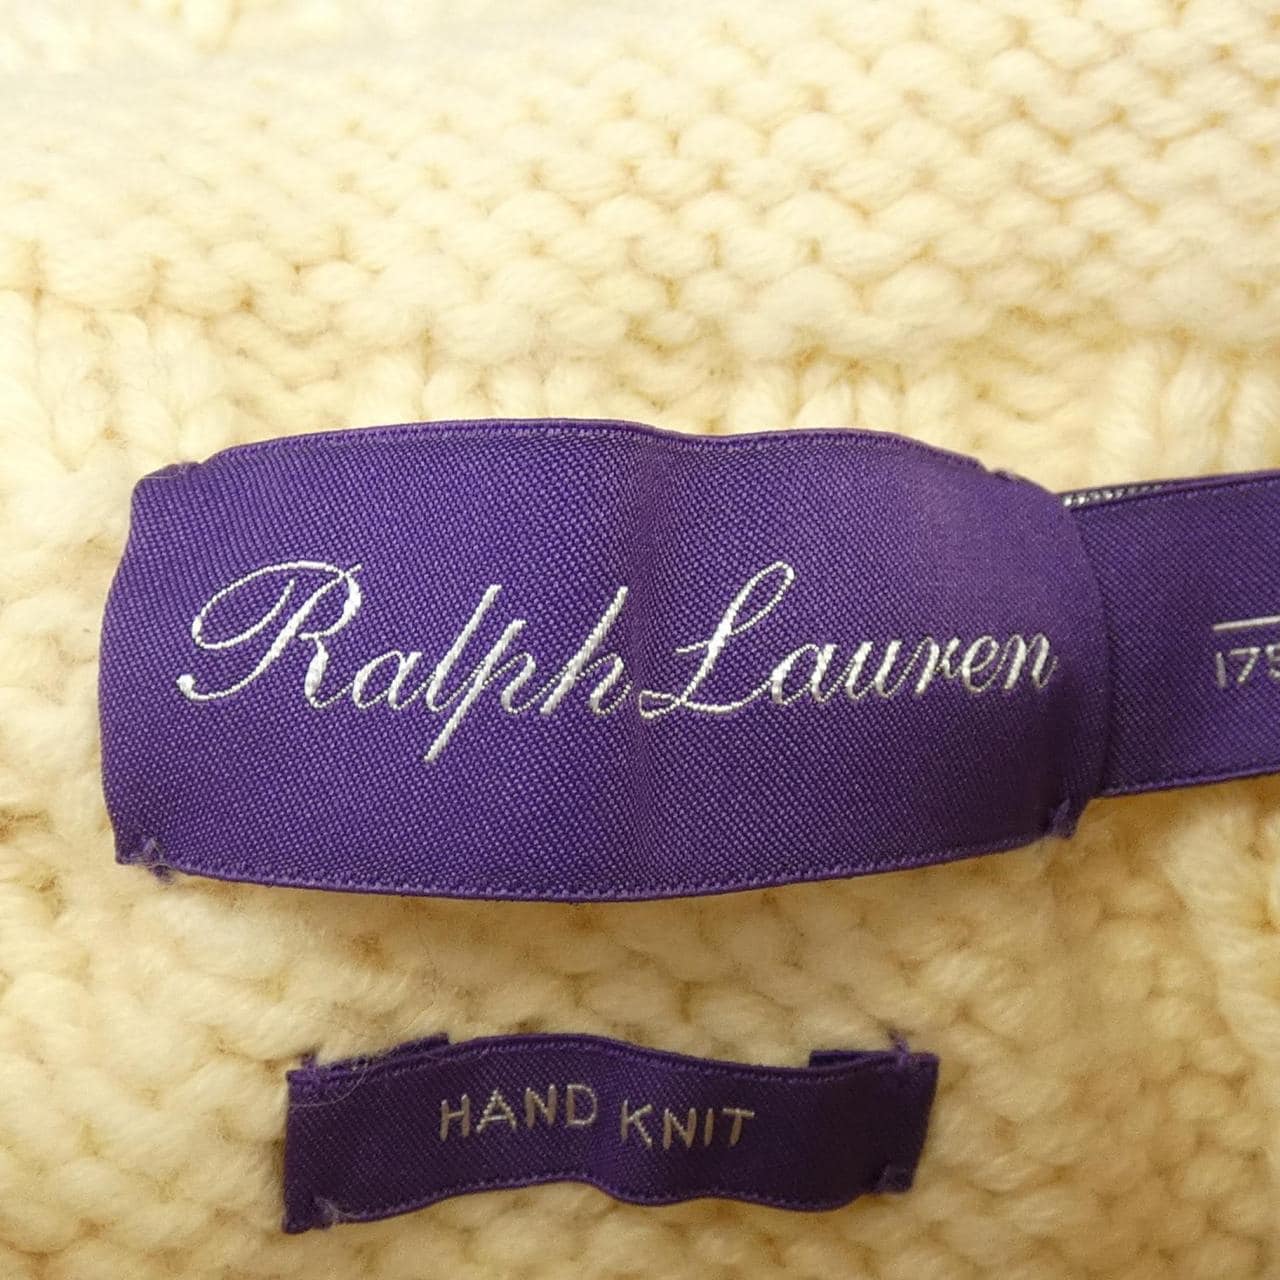 Ralph Lauren
175
HAND KNIT